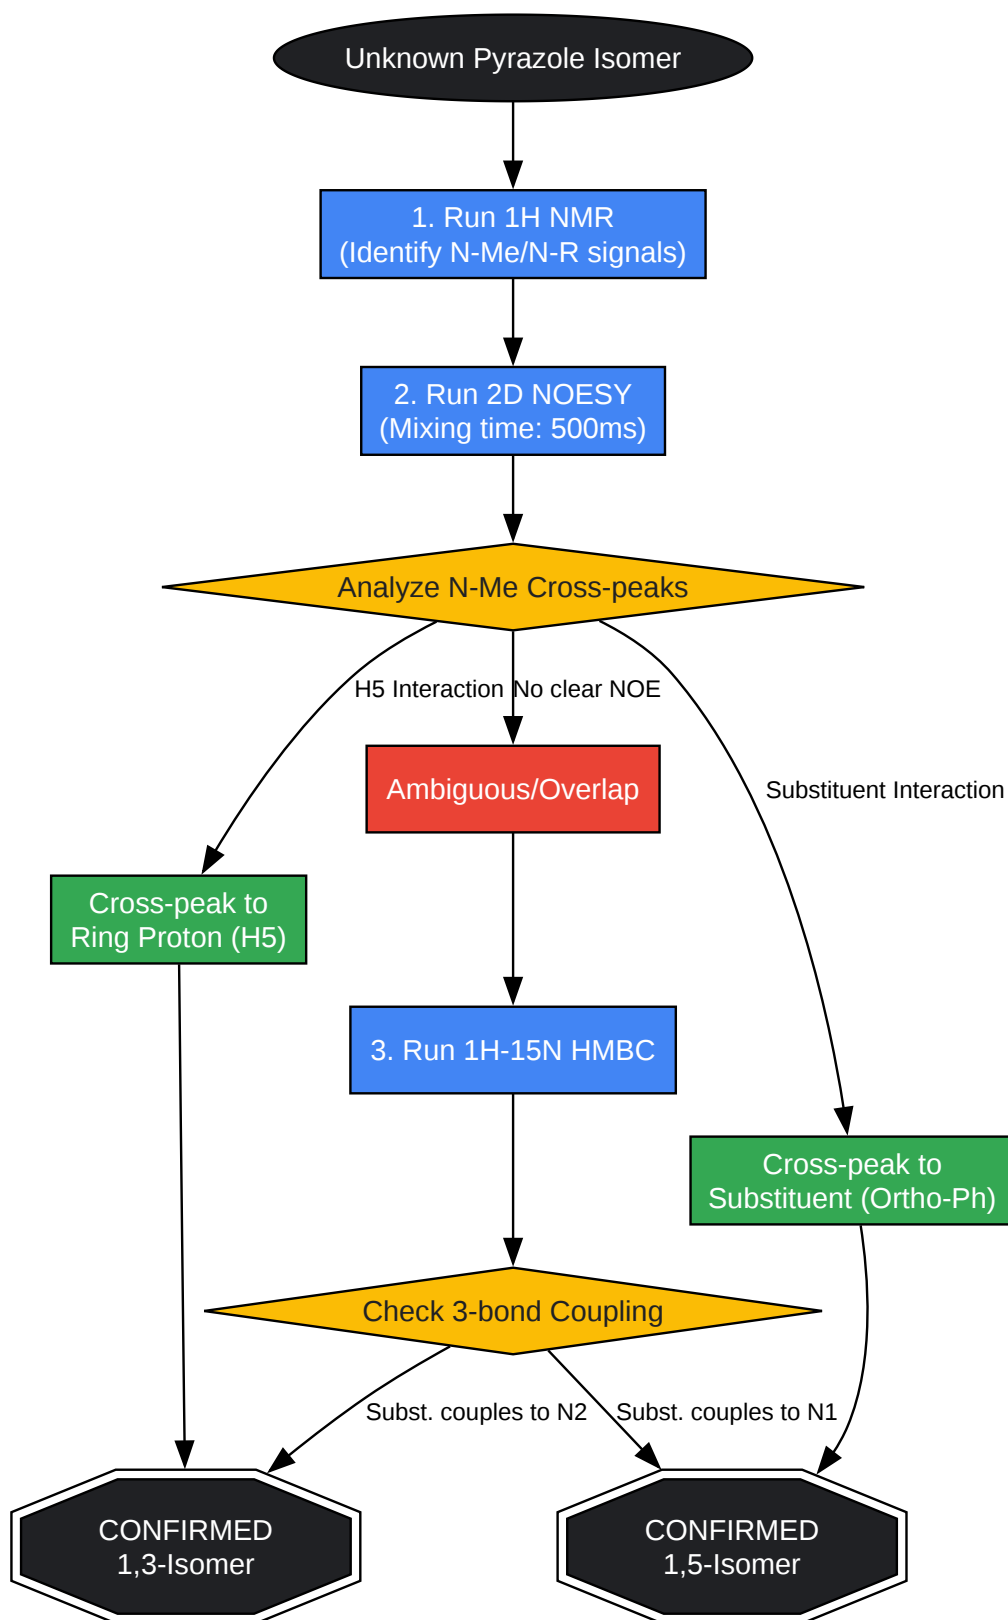 Unknown Pyrazole Isomer
1. Run 1H NMR
(Identify N-Me/N-R signals)
2. Run 2D NOESY
(Mixing time: 500ms)
Analyze N-Me Cross-peaks
H5 Interaction
No clear NOE
Substituent Interaction
Ambiguous/Overlap
Cross-peak to
Ring Proton (H5)
3. Run 1H-15N HMBC
Cross-peak to
Substituent (Ortho-Ph)
Check 3-bond Coupling
Subst. couples to N2
Subst. couples to N1
CONFIRMED
1,3-Isomer
CONFIRMED
1,5-Isomer